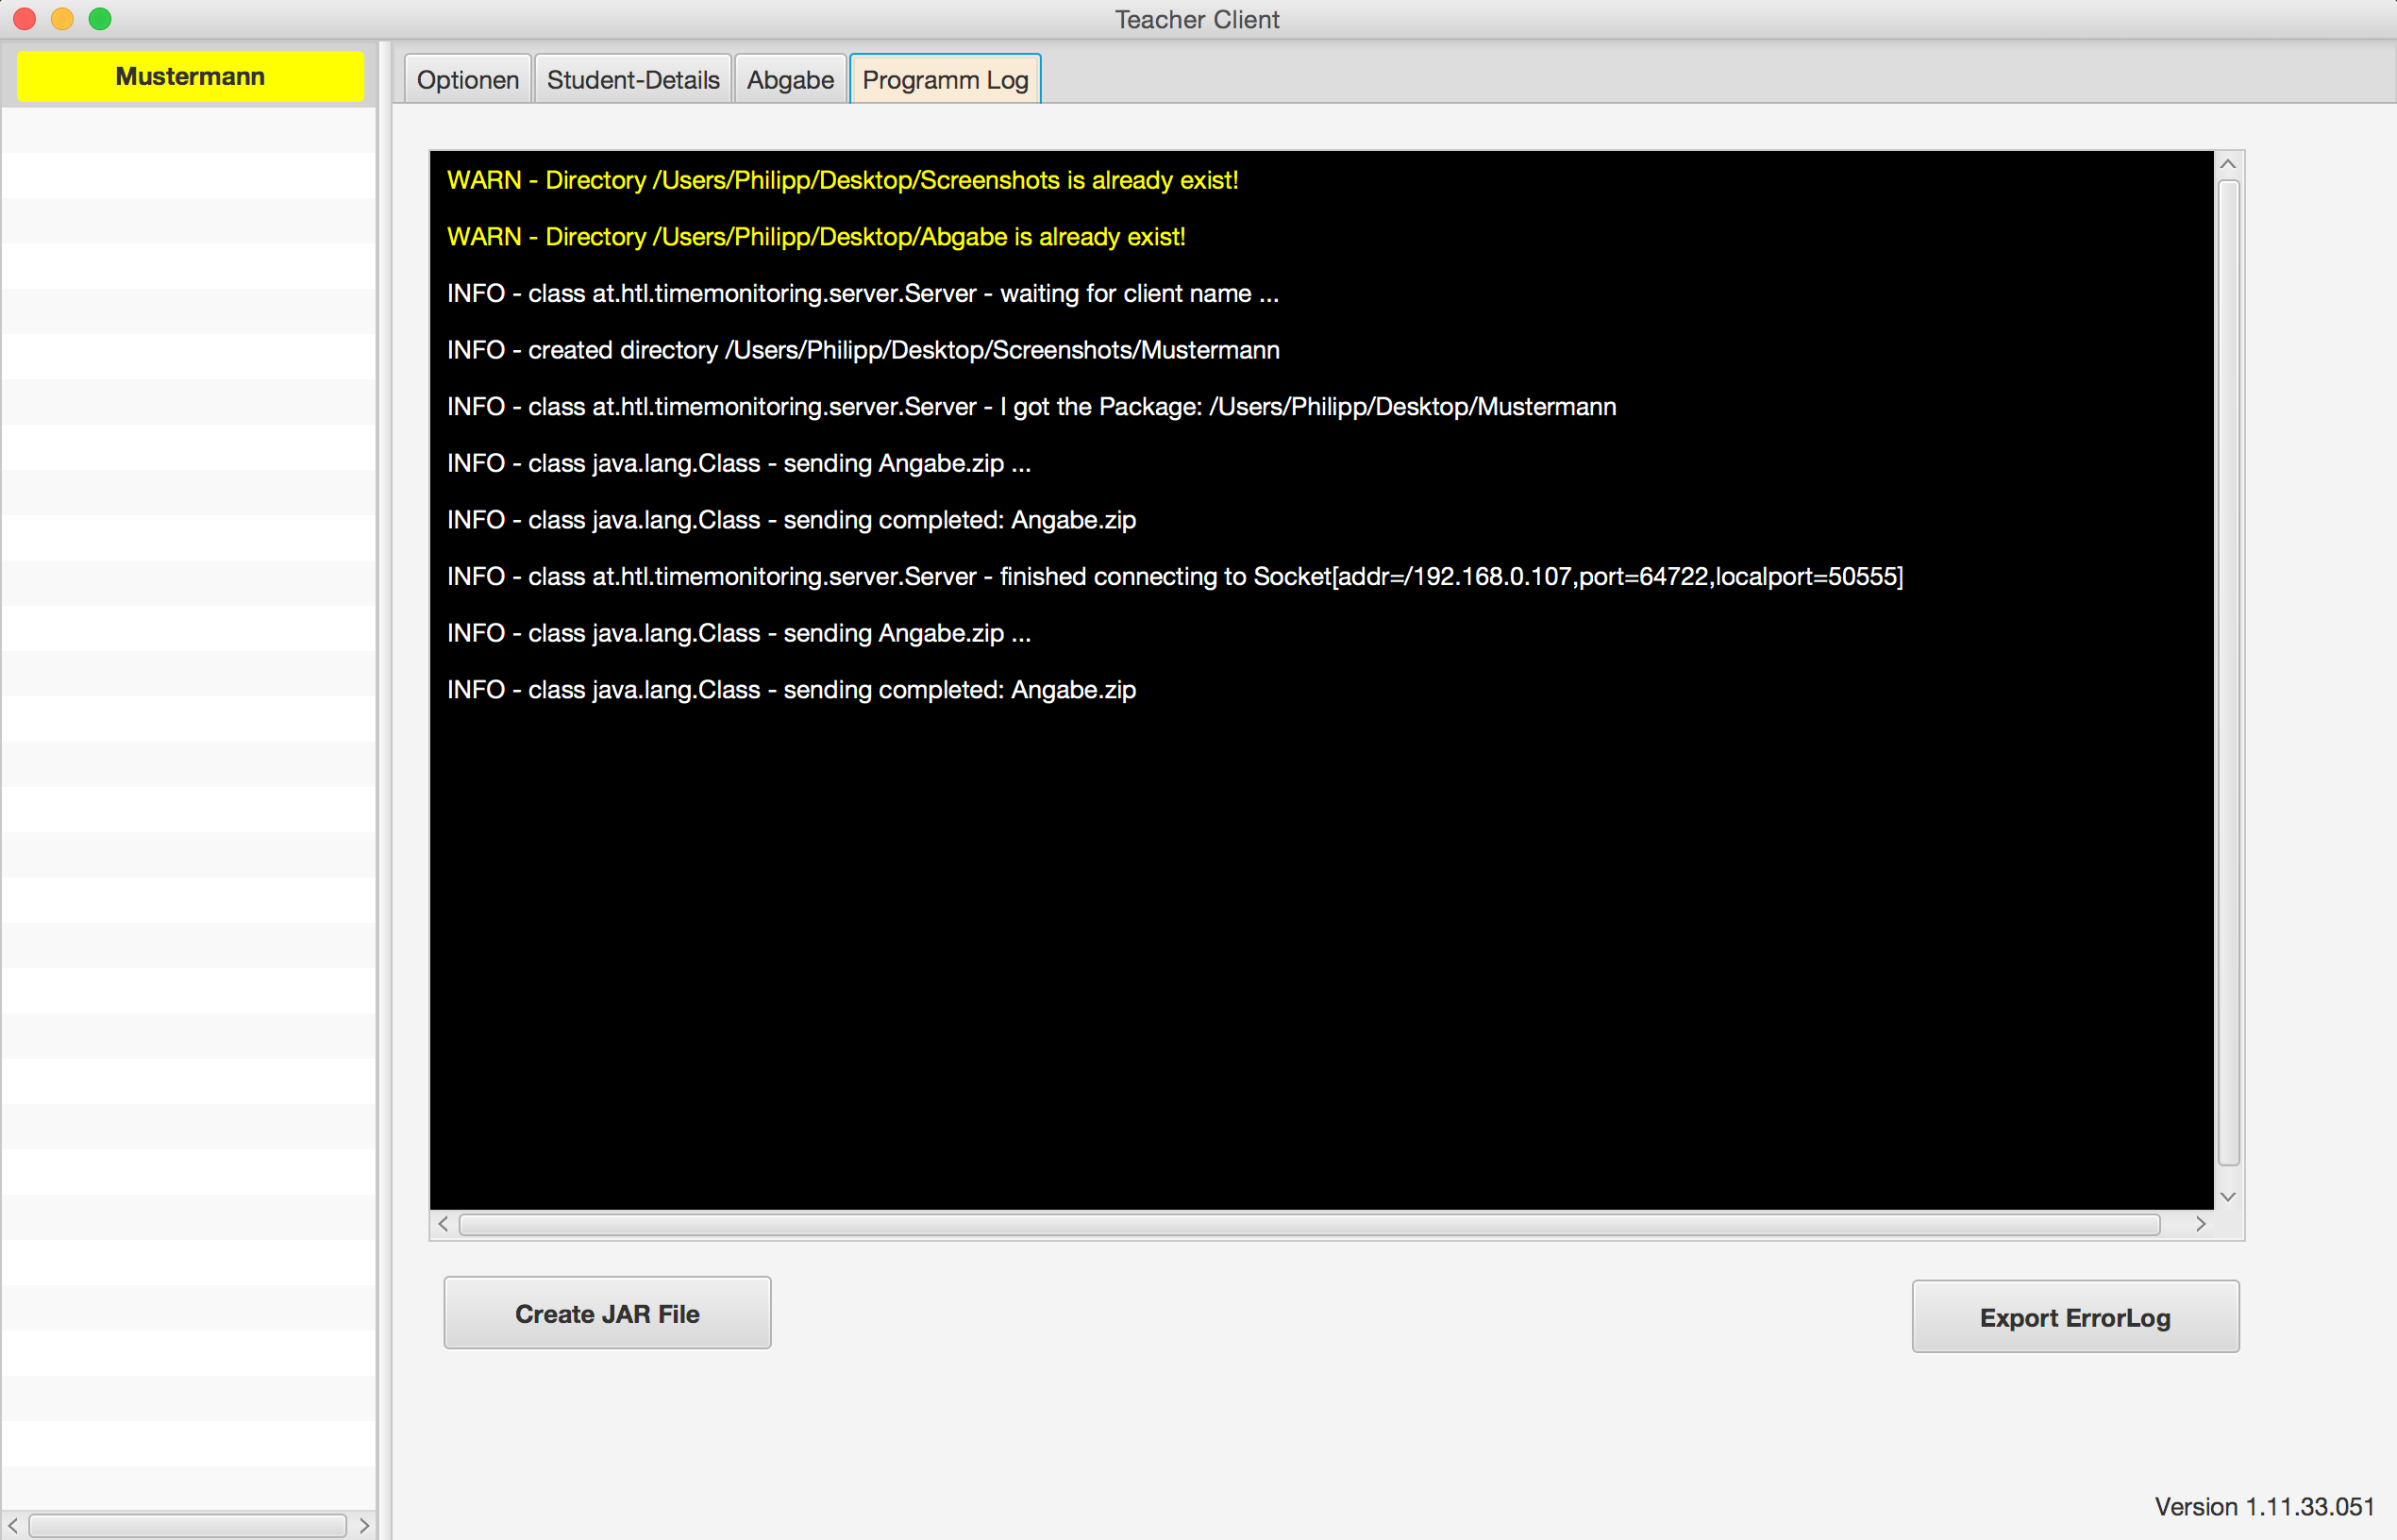 Teacher Client
Mustermann
Optionen Student-Details Abgabe Programm Log
WARN - Directory /Users/Philipp/Desktop/Screenshots is already exist!
WARN - Directory /Users/Philipp/Desktop/Abgabe is already exist!
INFO - class at.htl.timemonitoring.server.Server - waiting for client name ...
INFO - created directory /Users/Philipp/Desktop/Screenshots/Mustermann
INFO - class at.htl.timemonitoring.server.Server - I got the Package: /Users/Philipp/Desktop/Mustermann
INFO - class java.lang.Class - sending Angabe.zip ...
INFO - class java.lang.Class - sending completed: Angabe.zip
INFO - class at.htl.timemonitoring.server.Server - finished connecting to Socket[addr=/192.168.0.107,port=64722,localport=50555]
INFO - class java.lang.Class - sending Angabe.zip ...
INFO - class java.lang.Class - sending completed: Angabe.zip
Create JAR File
Export ErrorLog
Version 1.11.33.051